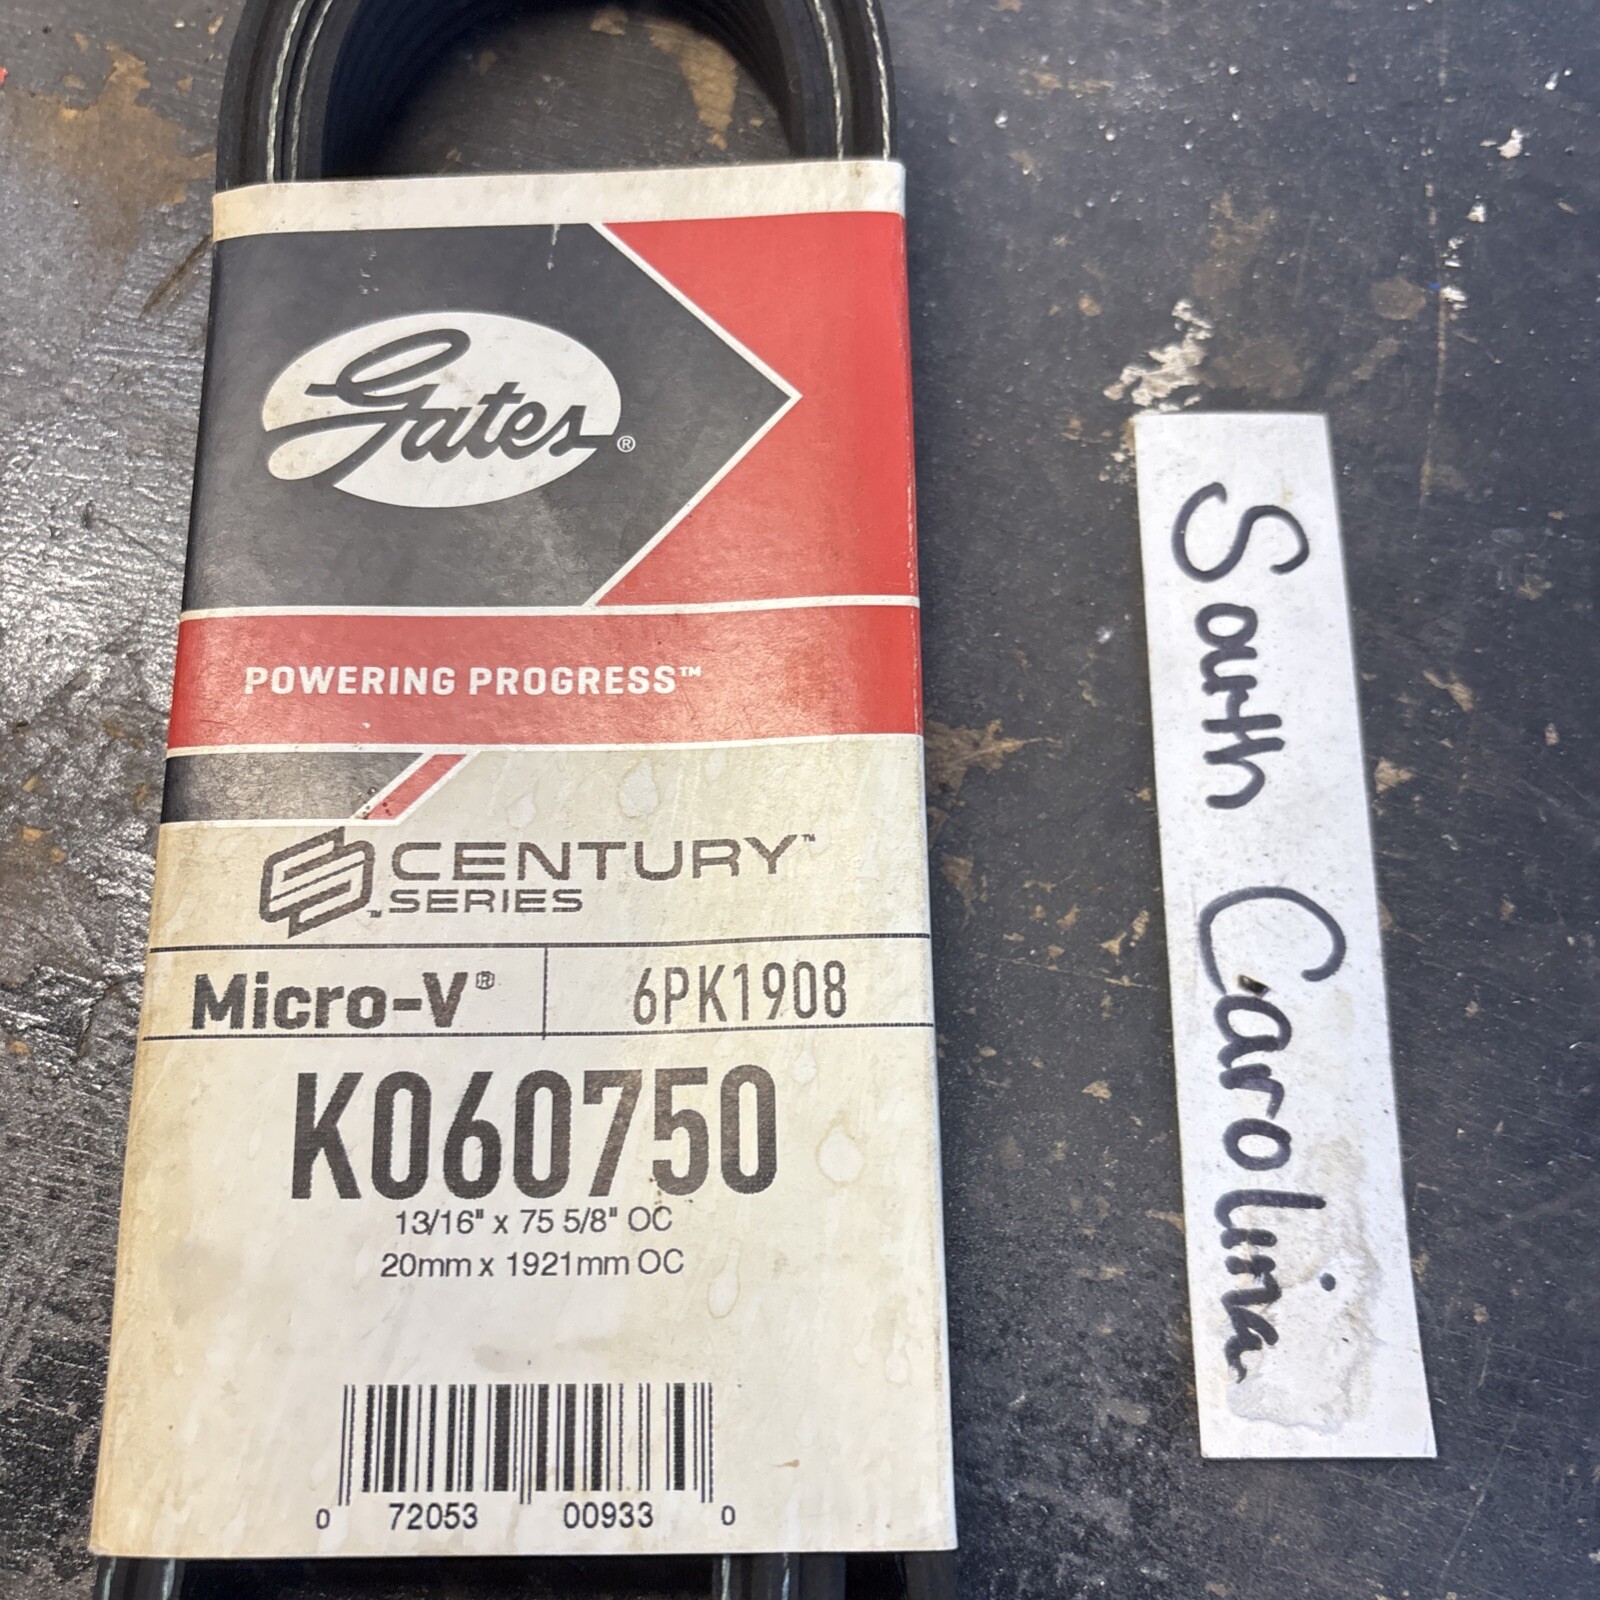 Gates®
POWERING PROGRESS™
CENTURY™
SERIES
Micro-V® 6PK1908
K060750
13/16" x 75 5/8" OC
20mm x 1921mm OC
0 72053 00933 0
South Carolina